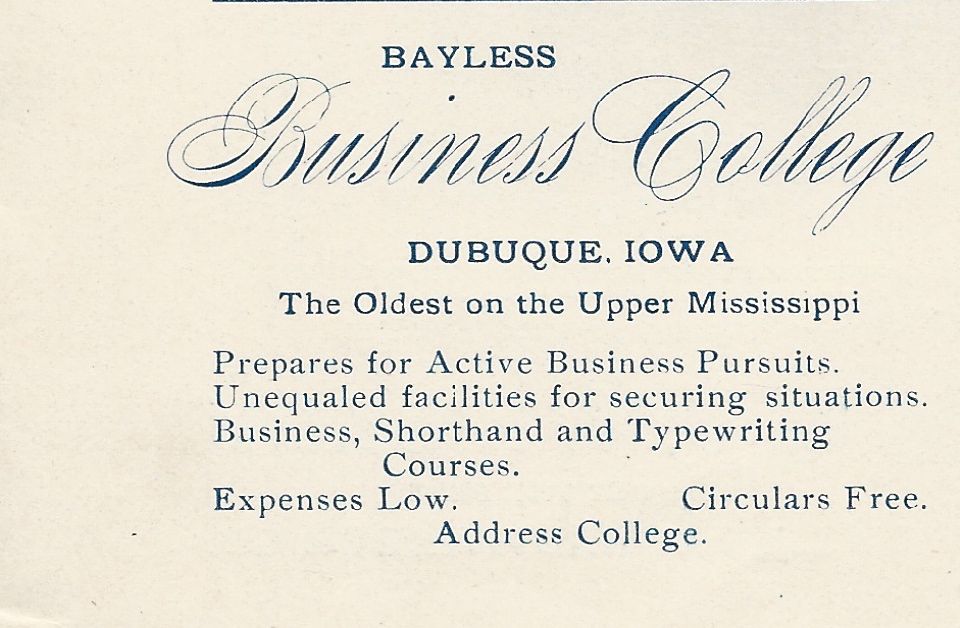 BAYLESS
Business College
DUBUQUE, IOWA
The Oldest on the Upper Mississippi
Prepares for Active Business Pursuits.
Unequaled facilities for securing situations.
Business, Shorthand and Typewriting
Courses.
Expenses Low. Circulars Free.
Address College.